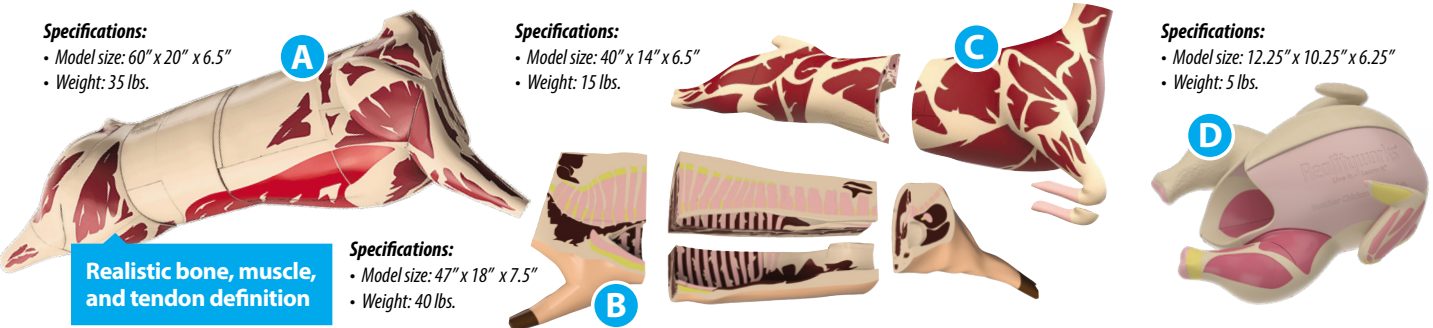 Specifications:
• Model size: 60” x 20” x 6.5”
• Weight: 35 lbs.
A
Specifications:
• Model size: 40” x 14” x 6.5”
• Weight: 15 lbs.
C
Specifications:
• Model size: 12.25” x 10.25” x 6.25”
• Weight: 5 lbs.
D
Realistic bone, muscle,
and tendon definition
Specifications:
• Model size: 47” x 18” x 7.5”
• Weight: 40 lbs.
B